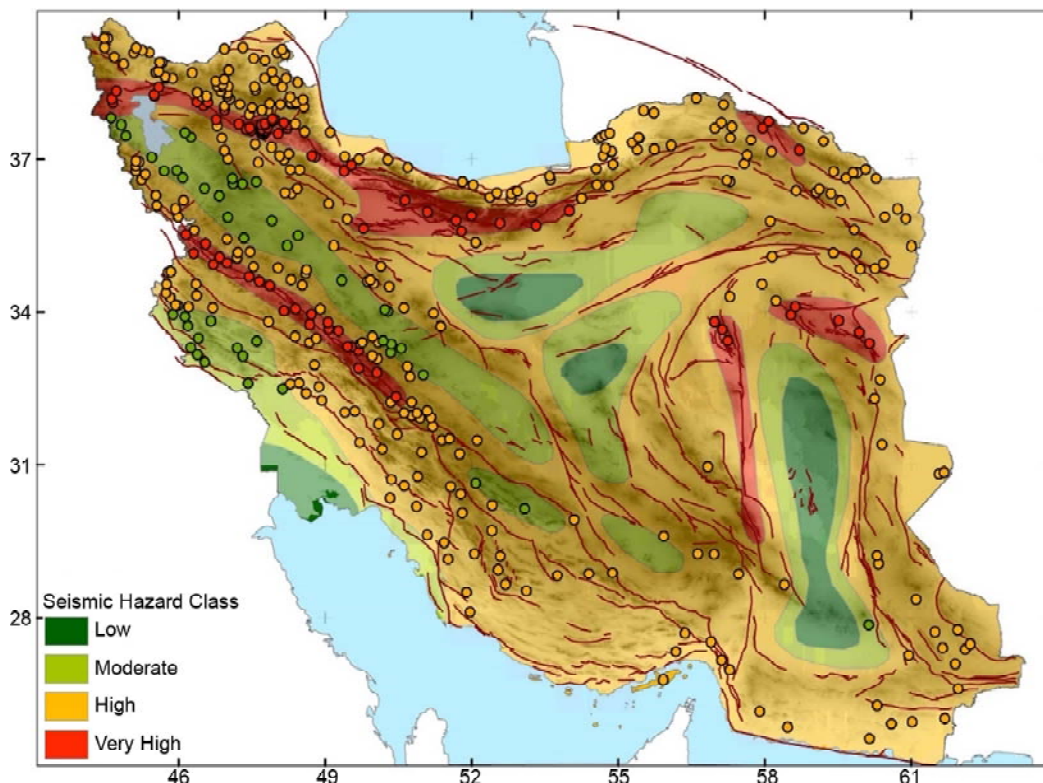 37
34
31
28
Seismic Hazard Class
Low
Moderate
High
Very High
46 49 52 55 58 61